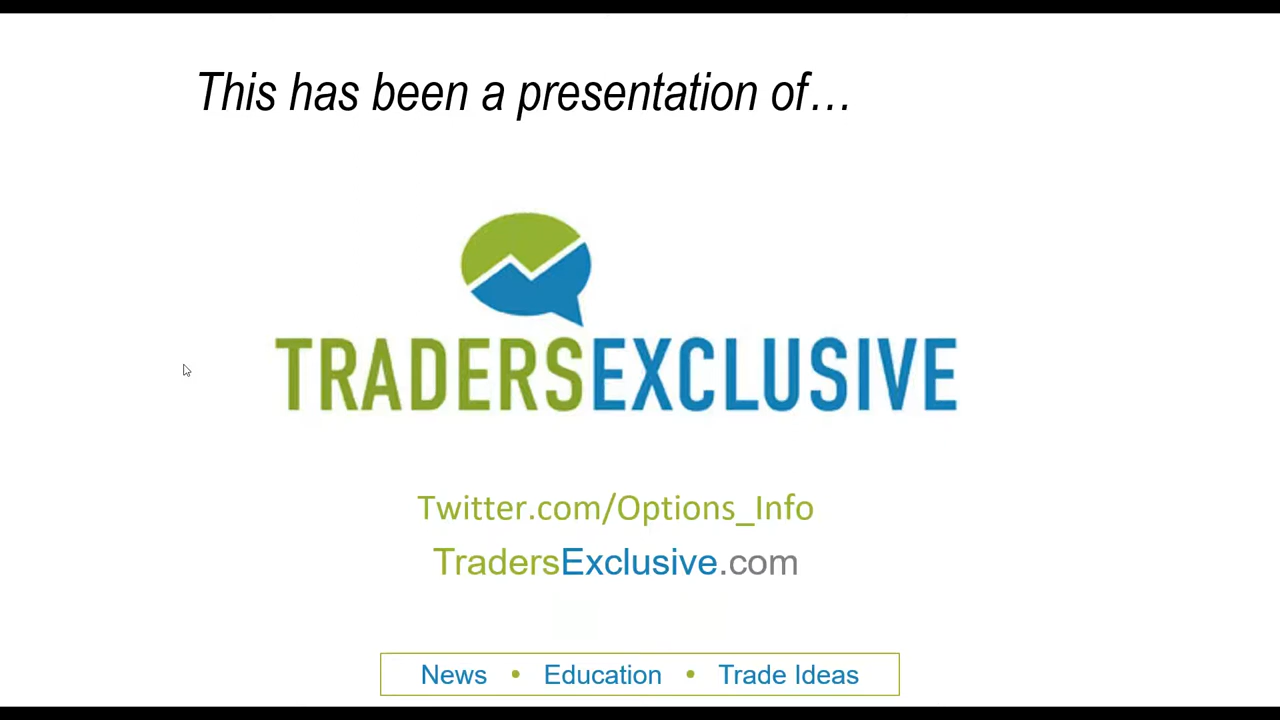 This has been a presentation of…
TRADERSEXCLUSIVE
Twitter.com/Options_Info
TradersExclusive.com
News • Education • Trade Ideas